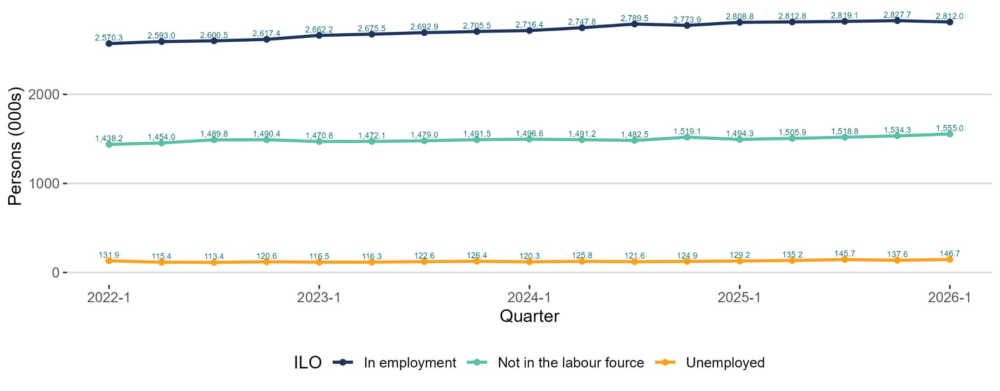 2,570.3 2,593.0 2,600.5 2,617.4 2,662.2 2,675.5 2,692.9 2,705.5 2,716.4 2,747.8 2,789.5 2,773.9 2,808.8 2,812.8 2,819.1 2,827.7 2,812.0
Persons (000s)
2000
1,438.2 1,454.0 1,489.8 1,490.4 1,470.8 1,472.1 1,479.0 1,491.5 1,496.6 1,491.2 1,482.5 1,519.1 1,494.3 1,505.9 1,518.8 1,534.3 1,555.0
1000
131.9 115.4 113.4 120.6 116.5 116.3 122.6 126.4 120.3 125.8 121.6 124.9 129.2 135.2 145.7 137.6 146.7
0
2022-1 2023-1 2024-1 2025-1 2026-1
Quarter
ILO In employment Not in the labour fource Unemployed